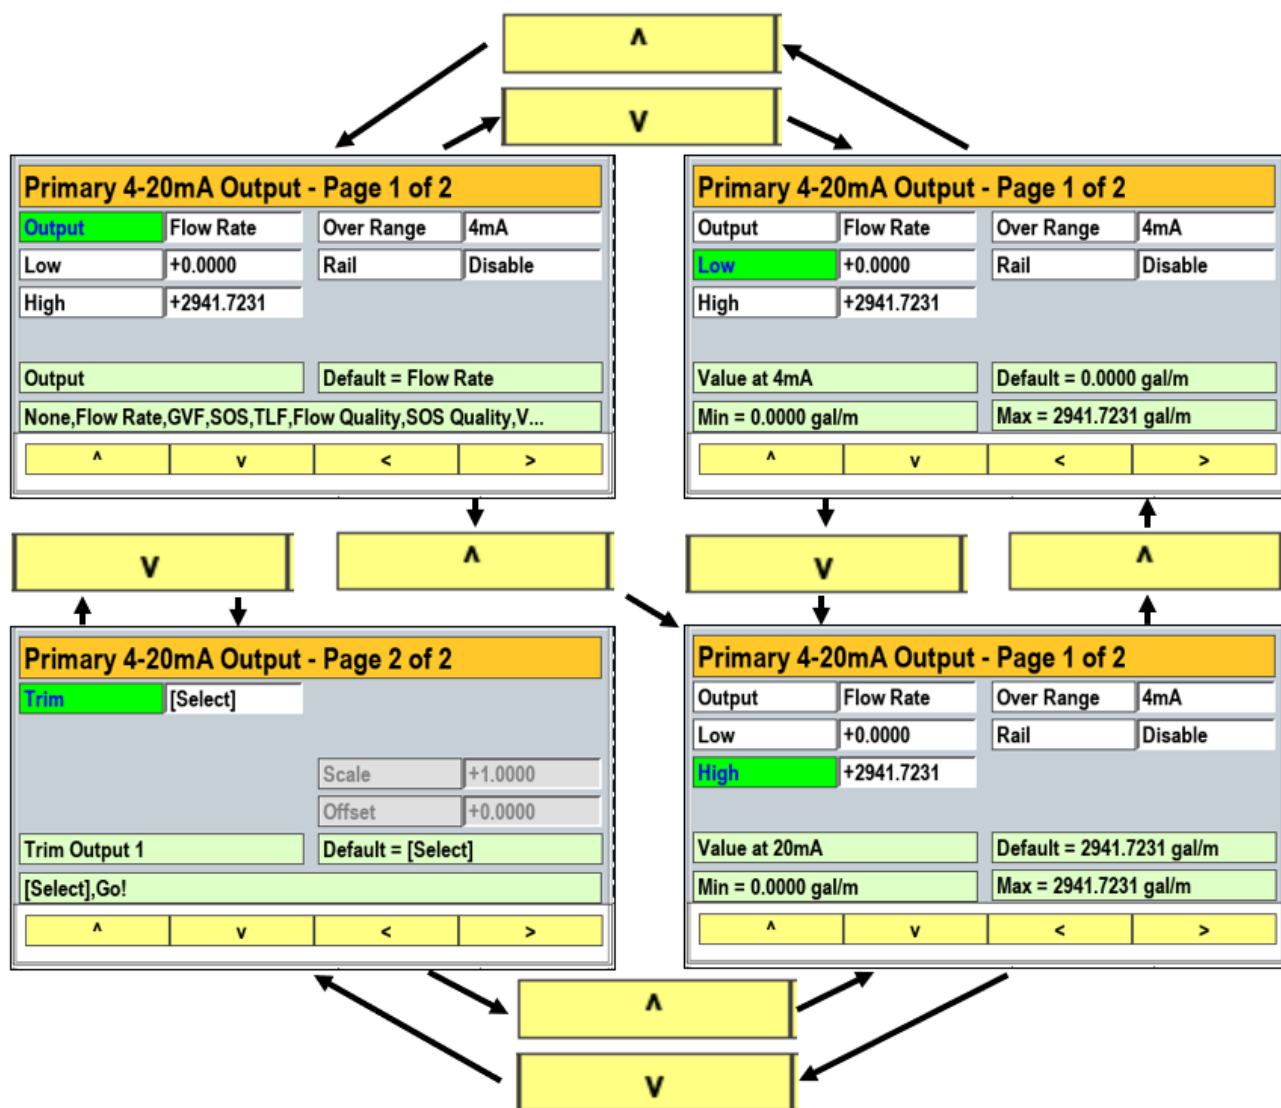 ^
v
Primary 4-20mA Output - Page 1 of 2
Output Flow Rate Over Range 4mA
Low +0.0000 Rail Disable
High +2941.7231
Output Default = Flow Rate
None,Flow Rate,GVF,SOS,TLF,Flow Quality,SOS Quality,V...
^ v < >
Primary 4-20mA Output - Page 1 of 2
Output Flow Rate Over Range 4mA
Low +0.0000 Rail Disable
High +2941.7231
Value at 4mA Default = 0.0000 gal/m
Min = 0.0000 gal/m Max = 2941.7231 gal/m
^ v < >
v ^ v ^
Primary 4-20mA Output - Page 2 of 2
Trim [Select]
Scale +1.0000
Offset +0.0000
Trim Output 1 Default = [Select]
[Select],Go!
^ v < >
Primary 4-20mA Output - Page 1 of 2
Output Flow Rate Over Range 4mA
Low +0.0000 Rail Disable
High +2941.7231
Value at 20mA Default = 2941.7231 gal/m
Min = 0.0000 gal/m Max = 2941.7231 gal/m
^ v < >
^
v